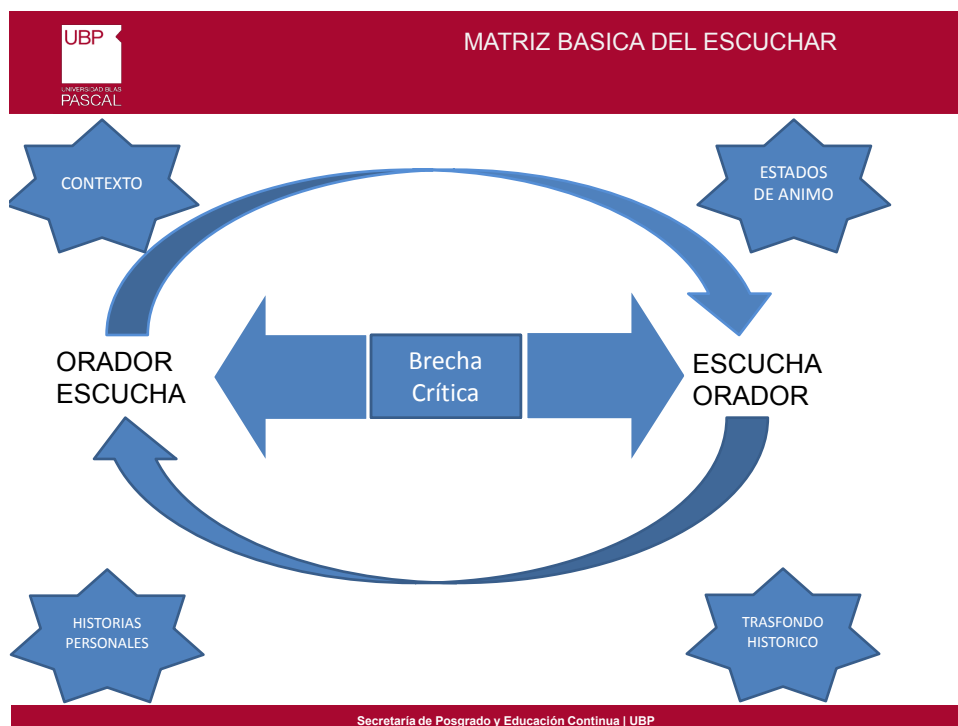 UBP
UNIVERSIDAD BLAS
PASCAL
MATRIZ BASICA DEL ESCUCHAR
CONTEXTO
ESTADOS
DE ANIMO
ORADOR
ESCUCHA
Brecha
Crítica
ESCUCHA
ORADOR
HISTORIAS
PERSONALES
TRASFONDO
HISTORICO
Secretaría de Posgrado y Educación Continua | UBP